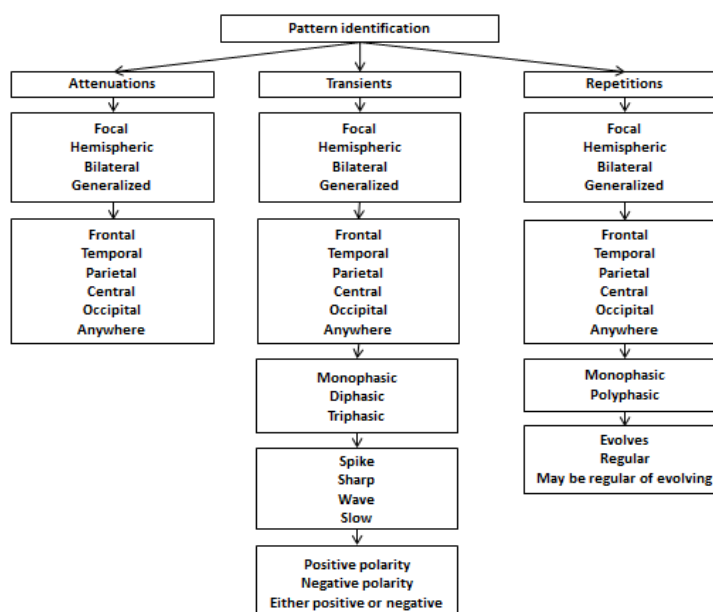 Pattern identification
Attenuations
Transients
Repetitions
Focal
Hemispheric
Bilateral
Generalized
Focal
Hemispheric
Bilateral
Generalized
Focal
Hemispheric
Bilateral
Generalized
Frontal
Temporal
Parietal
Central
Occipital
Anywhere
Frontal
Temporal
Parietal
Central
Occipital
Anywhere
Frontal
Temporal
Parietal
Central
Occipital
Anywhere
Monophasic
Diphasic
Triphasic
Monophasic
Polyphasic
Spike
Sharp
Wave
Slow
Evolves
Regular
May be regular of evolving
Positive polarity
Negative polarity
Either positive or negative